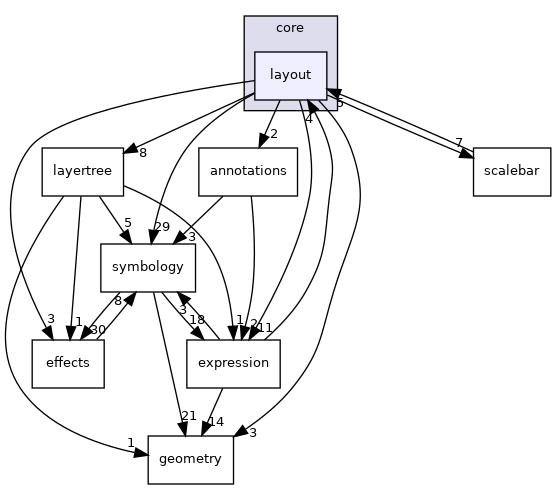 core
layout
2
4
5
7
8
layertree
annotations
scalebar
5
29
3
symbology
8
3
3
1
30
18
1
2
11
effects
expression
21
14
1
3
geometry